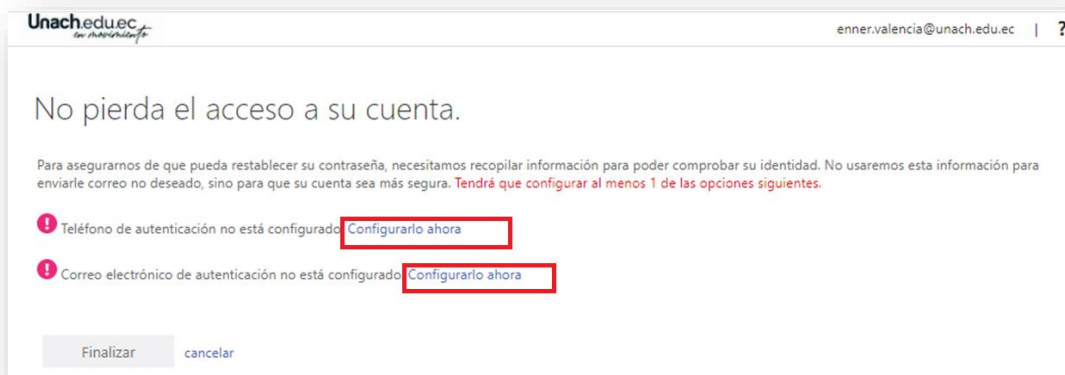 Unach.edu.ec
en movimiento
enner.valencia@unach.edu.ec | ?
No pierda el acceso a su cuenta.
Para asegurarnos de que pueda restablecer su contraseña, necesitamos recopilar información para poder comprobar su identidad. No usaremos esta información para
enviarle correo no deseado, sino para que su cuenta sea más segura. Tendrá que configurar al menos 1 de las opciones siguientes.
Teléfono de autenticación no está configurado. Configurarlo ahora
Correo electrónico de autenticación no está configurado. Configurarlo ahora
Finalizar cancelar